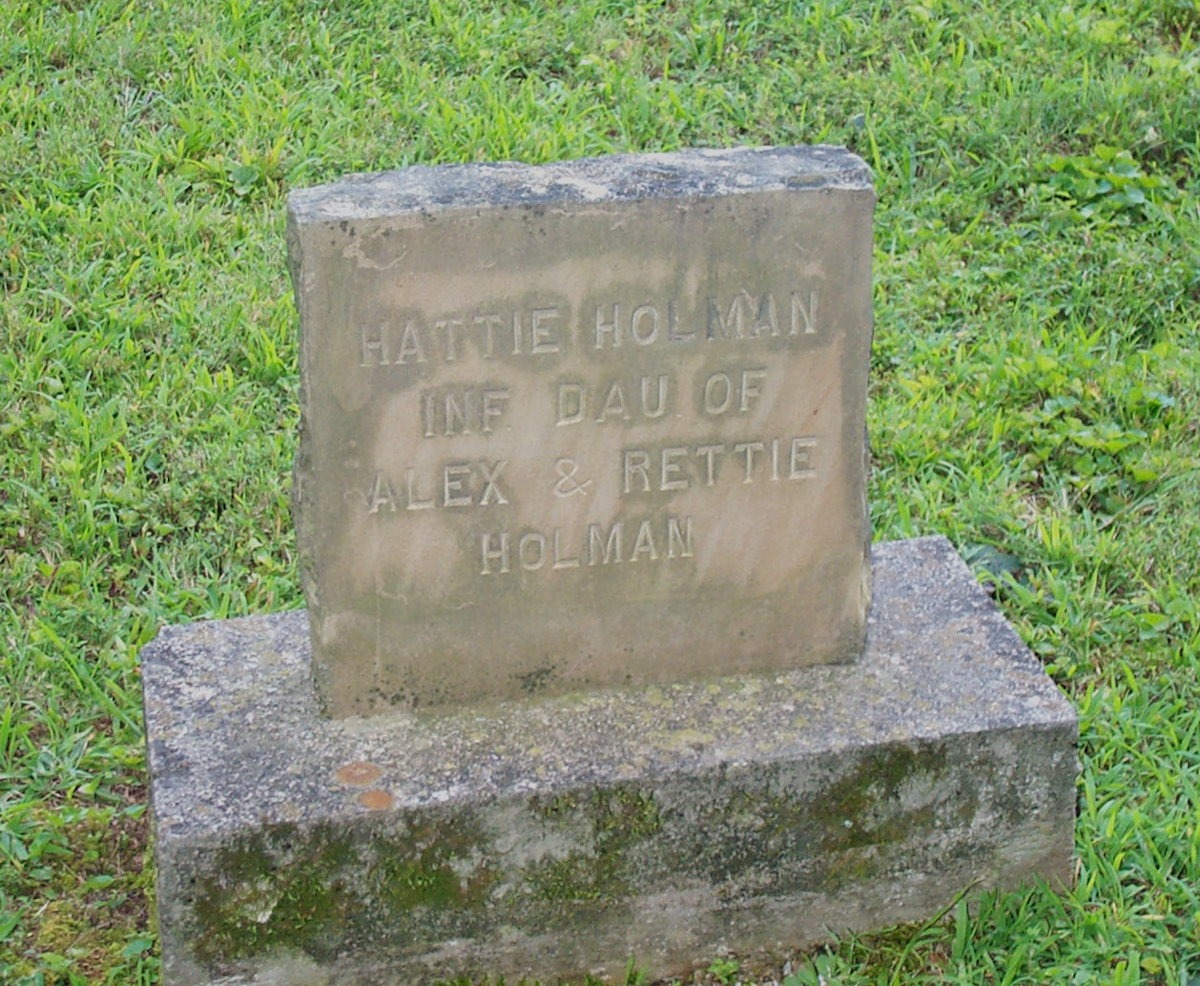 HATTIE HOLMAN
INF. DAU. OF
ALEX & RETTIE
HOLMAN